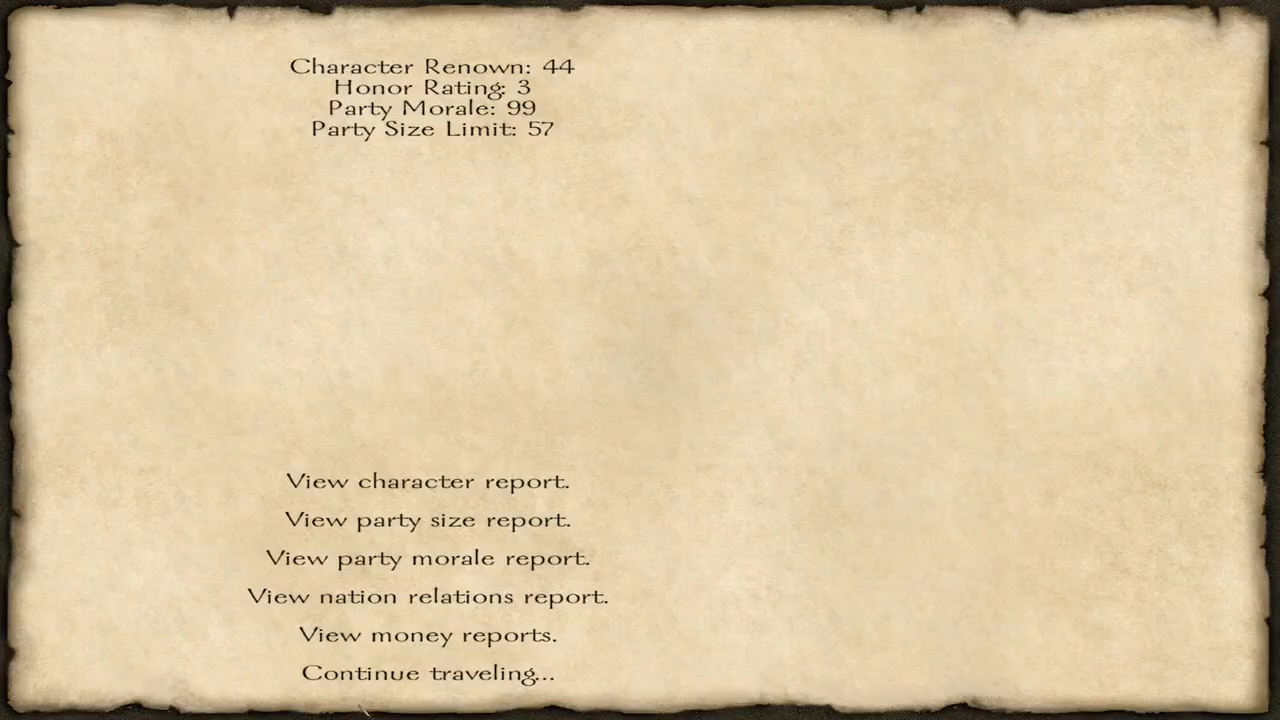 Character Renown: 44
Honor Rating: 3
Party Morale: 99
Party Size Limit: 57
View character report.
View party size report.
View party morale report.
View nation relations report.
View money reports.
Continue traveling...